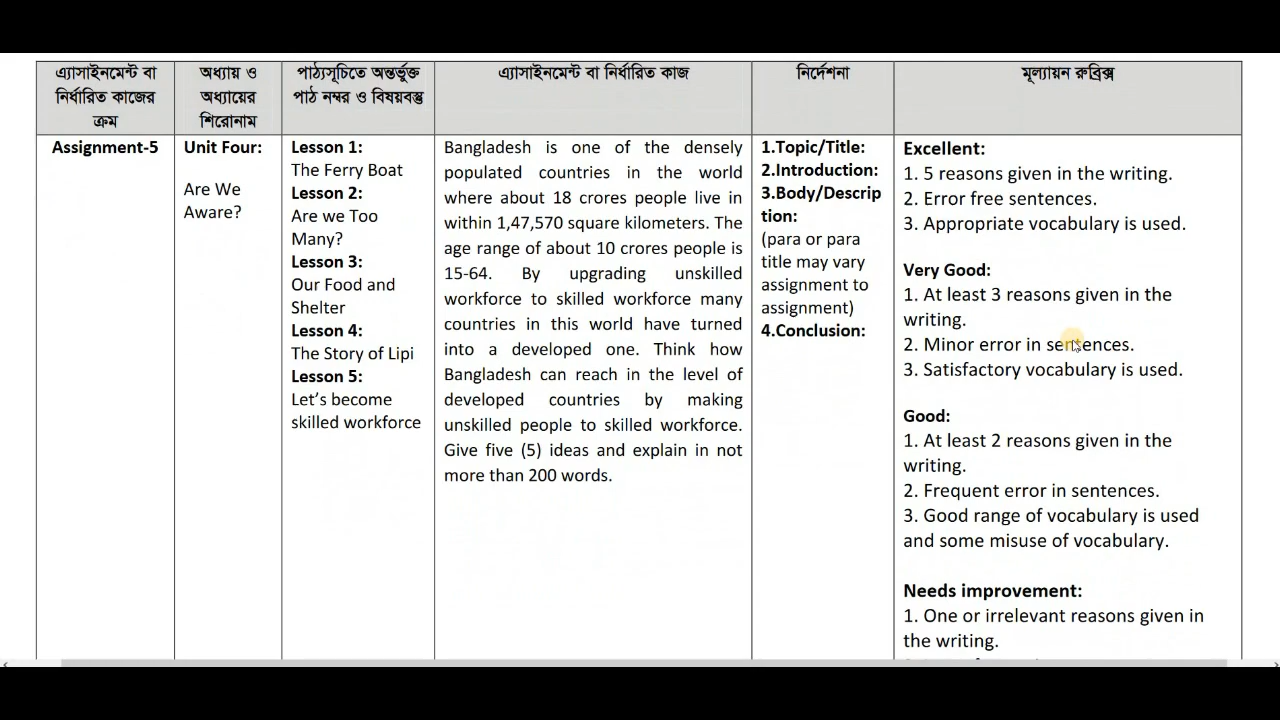 এ্যাসাইনমেন্ট বা
নির্ধারিত কাজের
ক্রম
অধ্যায় ও
অধ্যায়ের
শিরোনাম
পাঠ্যসূচিতে অন্তর্ভুক্ত
পাঠ নম্বর ও বিষয়বস্তু
এ্যাসাইনমেন্ট বা নির্ধারিত কাজ
নির্দেশনা
মূল্যায়ন রুব্রিক্স
Assignment-5
Unit Four:
Are We
Aware?
Lesson 1:
The Ferry Boat
Lesson 2:
Are we Too
Many?
Lesson 3:
Our Food and
Shelter
Lesson 4:
The Story of Lipi
Lesson 5:
Let's become
skilled workforce
Bangladesh is one of the densely
populated countries in the world
where about 18 crores people live in
within 1,47,570 square kilometers. The
age range of about 10 crores people is
15-64. By upgrading unskilled
workforce to skilled workforce many
countries in this world have turned
into a developed one. Think how
Bangladesh can reach in the level of
developed countries by making
unskilled people to skilled workforce.
Give five (5) ideas and explain in not
more than 200 words.
1.Topic/Title:
2.Introduction:
3.Body/Descrip
tion:
(para or para
title may vary
assignment to
assignment)
4.Conclusion:
Excellent:
1. 5 reasons given in the writing.
2. Error free sentences.
3. Appropriate vocabulary is used.
Very Good:
1. At least 3 reasons given in the
writing.
2. Minor error in sentences.
3. Satisfactory vocabulary is used.
Good:
1. At least 2 reasons given in the
writing.
2. Frequent error in sentences.
3. Good range of vocabulary is used
and some misuse of vocabulary.
Needs improvement:
1. One or irrelevant reasons given in
the writing.